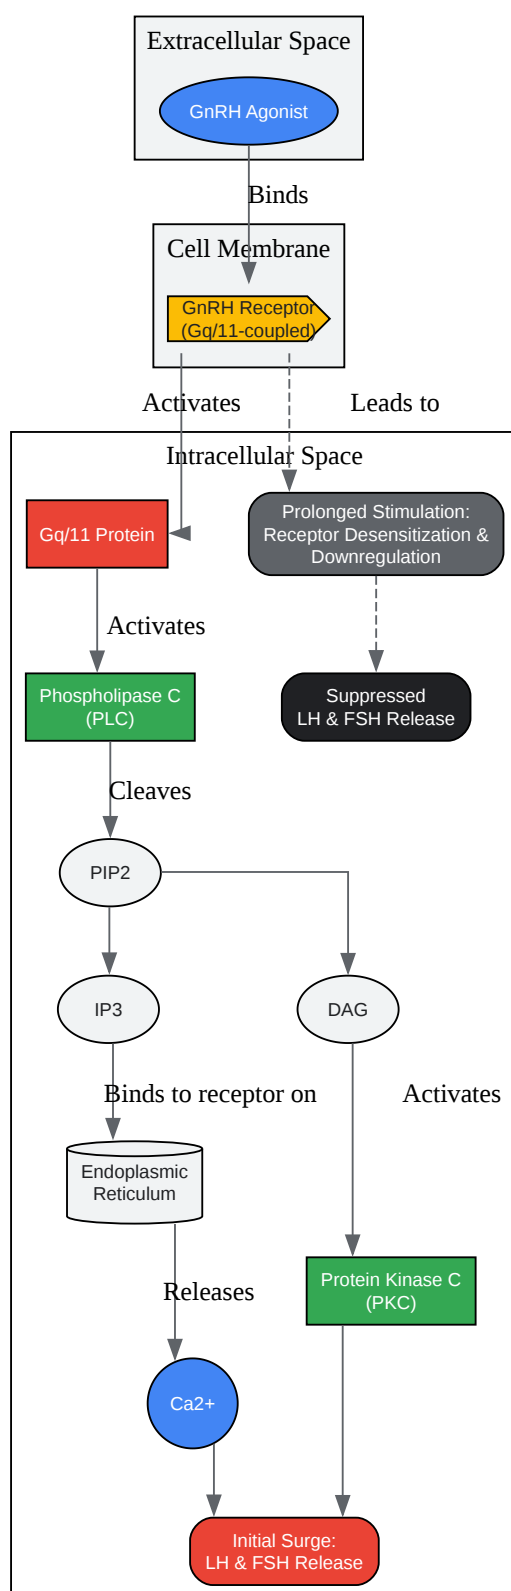 Extracellular Space
GnRH Agonist
Binds
Cell Membrane
GnRH Receptor
(Gq/11-coupled)
Activates
Leads to
Intracellular Space
Gq/11 Protein
Prolonged Stimulation:
Receptor Desensitization &
Downregulation
Activates
Phospholipase C
(PLC)
Suppressed
LH & FSH Release
Cleaves
PIP2
IP3
DAG
Binds to receptor on
Activates
Endoplasmic
Reticulum
Releases
Protein Kinase C
(PKC)
Ca2+
Initial Surge:
LH & FSH Release